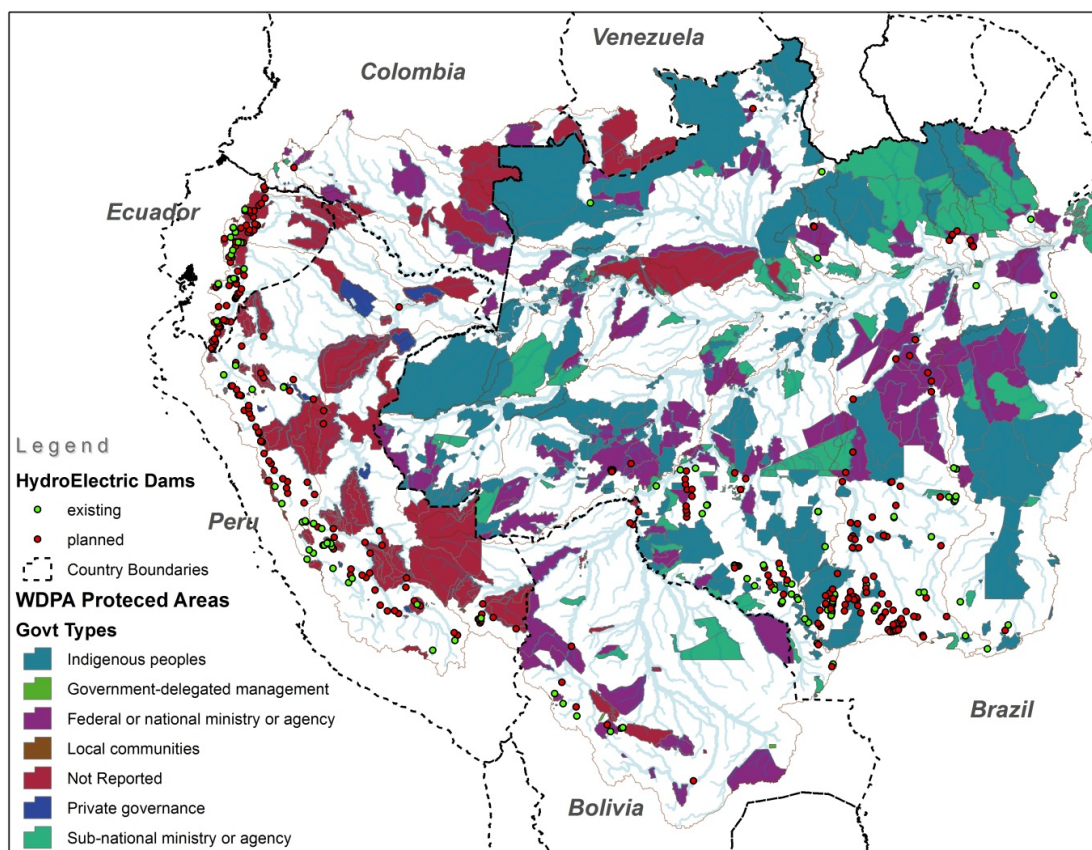 Venezuela
Colombia
Ecuador
Legend
HydroElectric Dams
existing
planned
Peru
Country Boundaries
WDPA Proteced Areas
Govt Types
Indigenous peoples
Government-delegated management
Federal or national ministry or agency
Brazil
Local communities
Not Reported
Private governance
Bolivia
Sub-national ministry or agency